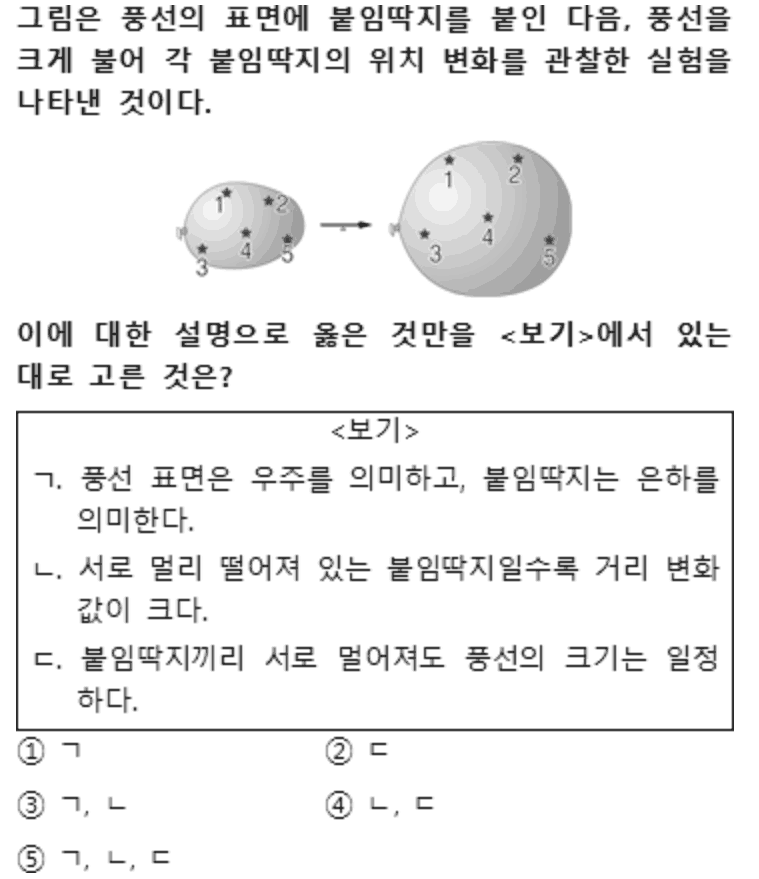 그림은 풍선의 표면에 붙임딱지를 붙인 다음, 풍선을
크게 불어 각 붙임딱지의 위치 변화를 관찰한 실험을
나타낸 것이다.
1 2 3 4 5
1 2 3 4 5
이에 대한 설명으로 옳은 것만을 <보기>에서 있는
대로 고른 것은?
<보기>
ㄱ. 풍선 표면은 우주를 의미하고, 붙임딱지는 은하를
의미한다.
ㄴ. 서로 멀리 떨어져 있는 붙임딱지일수록 거리 변화
값이 크다.
ㄷ. 붙임딱지끼리 서로 멀어져도 풍선의 크기는 일정
하다.
① ㄱ ② ㄷ
③ ㄱ, ㄴ ④ ㄴ, ㄷ
⑤ ㄱ, ㄴ, ㄷ